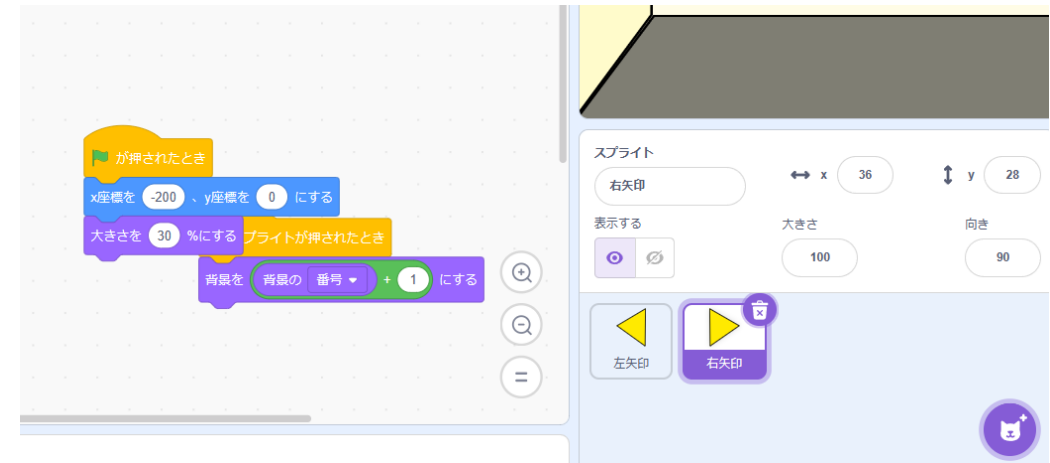 が押されたとき
x座標を -200 、y座標を 0 にする
大きさを 30 %にする
プライトが押されたとき
背景を 背景の 番号 + 1 にする
スプライト
右矢印
x 36
y 28
表示する
大きさ
100
向き
90
左矢印
右矢印